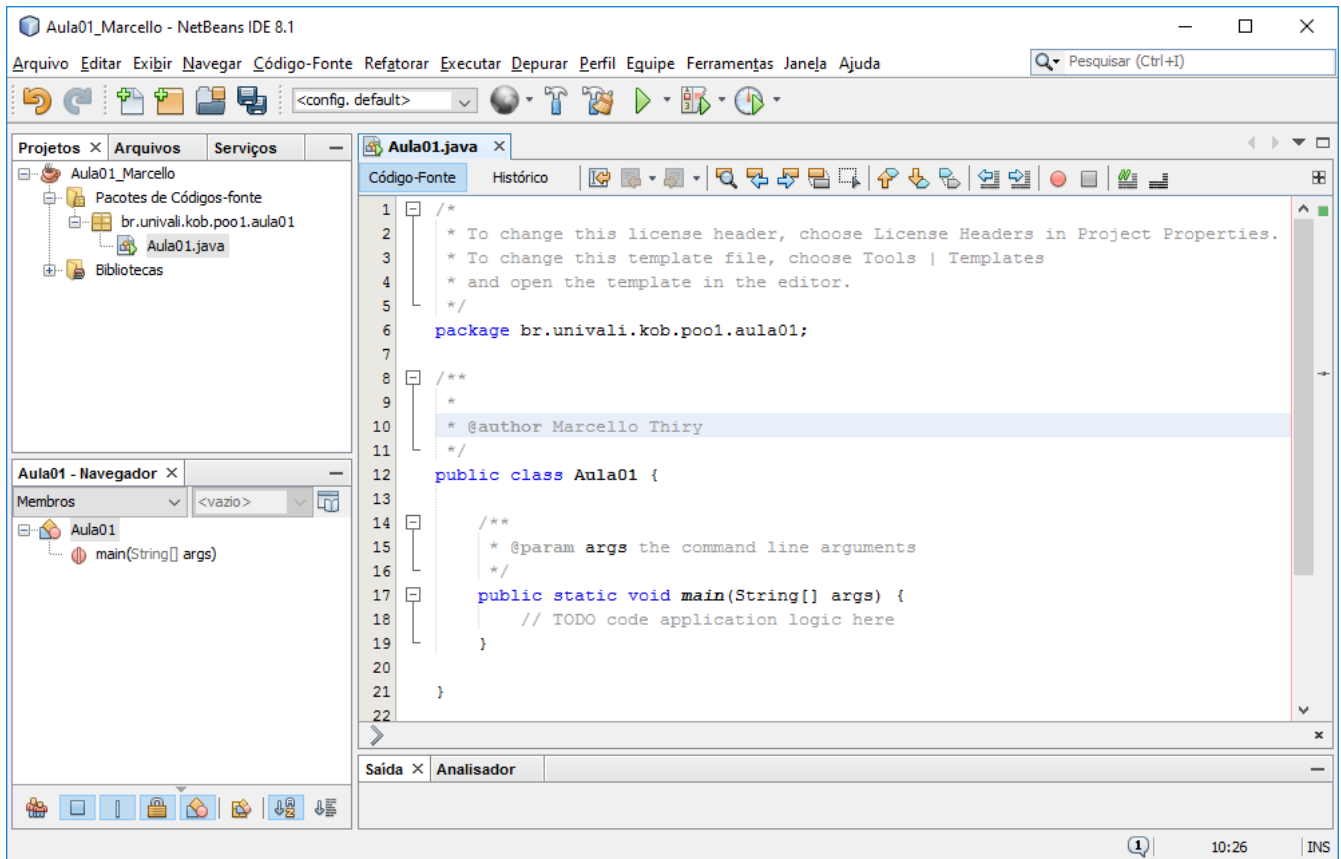 Aula01_Marcello - NetBeans IDE 8.1
Arquivo Editar Exibir Navegar Código-Fonte Refatorar Executar Depurar Perfil Equipe Ferramentas Janela Ajuda
Pesquisar (Ctrl+I)
<config. default>
Projetos Arquivos Serviços
Aula01_Marcello
Pacotes de Códigos-fonte
br.univali.kob.poo1.aula01
Aula01.java
Bibliotecas
Aula01 - Navegador
Membros <vazio>
Aula01
main(String[] args)
Aula01.java
Código-Fonte Histórico
1 /*
2 * To change this license header, choose License Headers in Project Properties.
3 * To change this template file, choose Tools | Templates
4 * and open the template in the editor.
5 */
6 package br.univali.kob.poo1.aula01;
7
8 /**
9 *
10 * @author Marcello Thiry
11 */
12 public class Aula01 {
13
14 /**
15 * @param args the command line arguments
16 */
17 public static void main(String[] args) {
18 // TODO code application logic here
19 }
20
21 }
22
Saída Analisador
1 10:26 INS